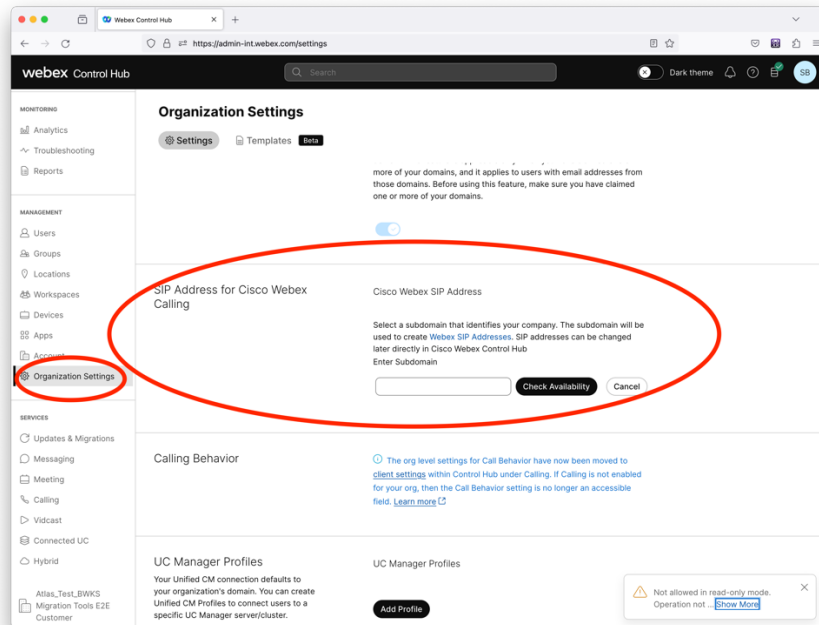 Webex Control Hub
https://admin-int.webex.com/settings
webex Control Hub
Search
Dark theme
SB
MONITORING
Analytics
Troubleshooting
Reports
MANAGEMENT
Users
Groups
Locations
Workspaces
Devices
Apps
Account
Organization Settings
SERVICES
Updates & Migrations
Messaging
Meeting
Calling
Vidcast
Connected UC
Hybrid
Atlas_Test_BWKS
Migration Tools E2E
Customer
Organization Settings
Settings
Templates
Beta
more of your domains, and it applies to users with email addresses from
those domains. Before using this feature, make sure you have claimed
one or more of your domains.
SIP Address for Cisco Webex
Calling
Cisco Webex SIP Address
Select a subdomain that identifies your company. The subdomain will be
used to create Webex SIP Addresses. SIP addresses can be changed
later directly in Cisco Webex Control Hub
Enter Subdomain
Check Availability
Cancel
Calling Behavior
The org level settings for Call Behavior have now been moved to
client settings within Control Hub under Calling. If Calling is not enabled
for your org, then the Call Behavior setting is no longer an accessible
field. Learn more
UC Manager Profiles
Your Unified CM connection defaults to
your organization's domain. You can create
Unified CM Profiles to connect users to a
specific UC Manager server/cluster.
UC Manager Profiles
Add Profile
Not allowed in read-only mode.
Operation not ... Show More